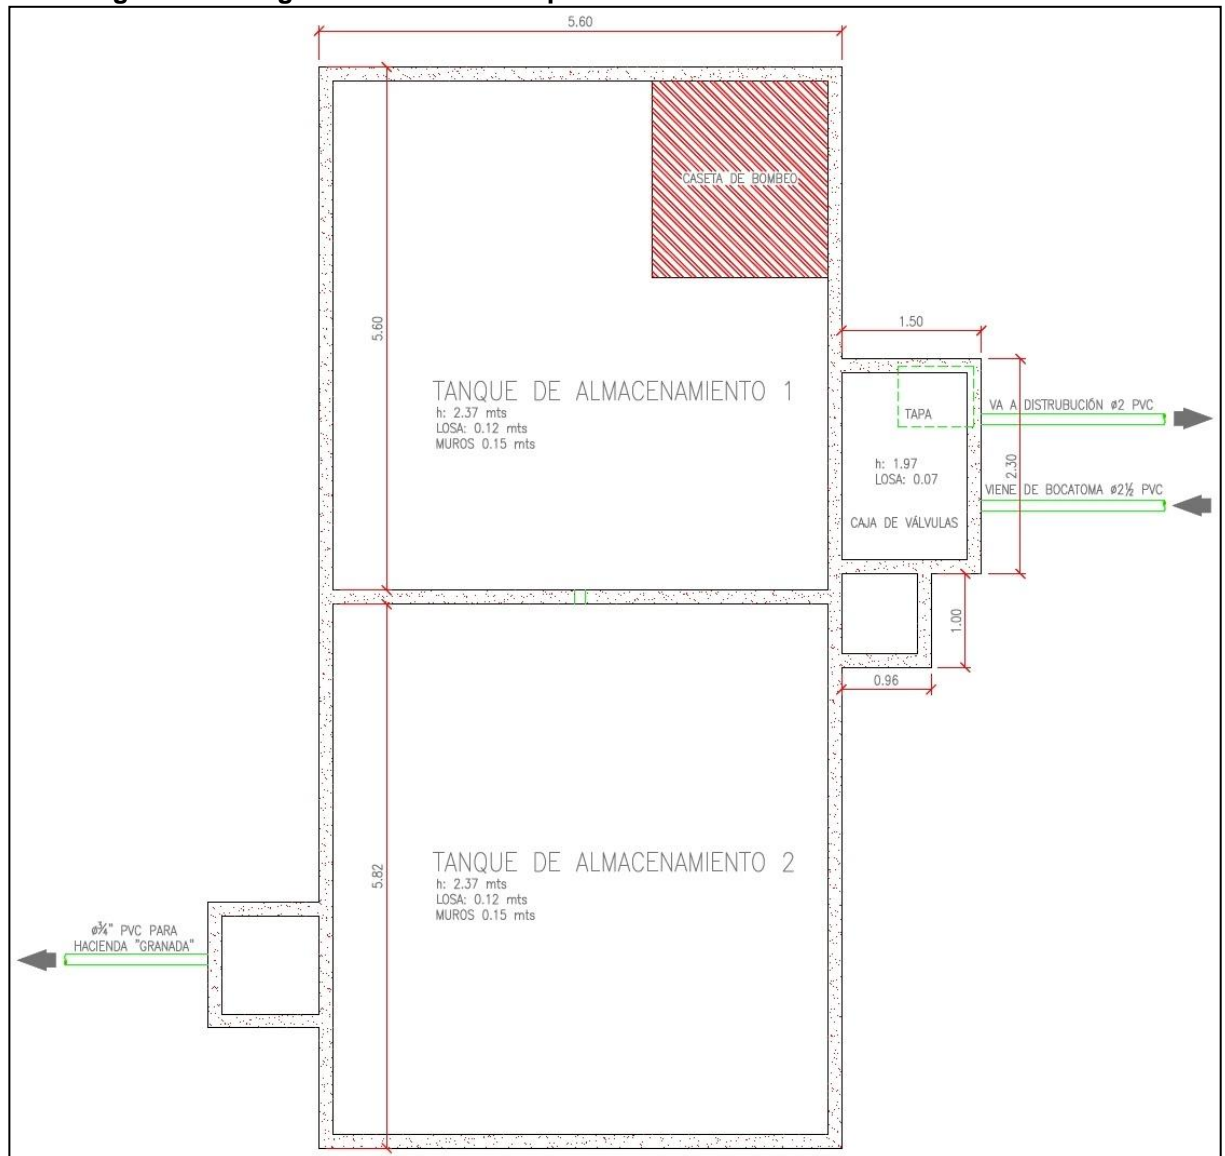 5.60
CASETA DE BOMBEO
5.60
1.50
TANQUE DE ALMACENAMIENTO 1
h: 2.37 mts
LOSA: 0.12 mts
MUROS 0.15 mts
TAPA
VA A DISTRUBUCIÓN ø2 PVC
h: 1.97
LOSA: 0.07
2.30
VIENE DE BOCATOMA ø2½ PVC
CAJA DE VÁLVULAS
1.00
0.96
TANQUE DE ALMACENAMIENTO 2
h: 2.37 mts
LOSA: 0.12 mts
MUROS 0.15 mts
5.82
ø¾" PVC PARA
HACIENDA "GRANADA"